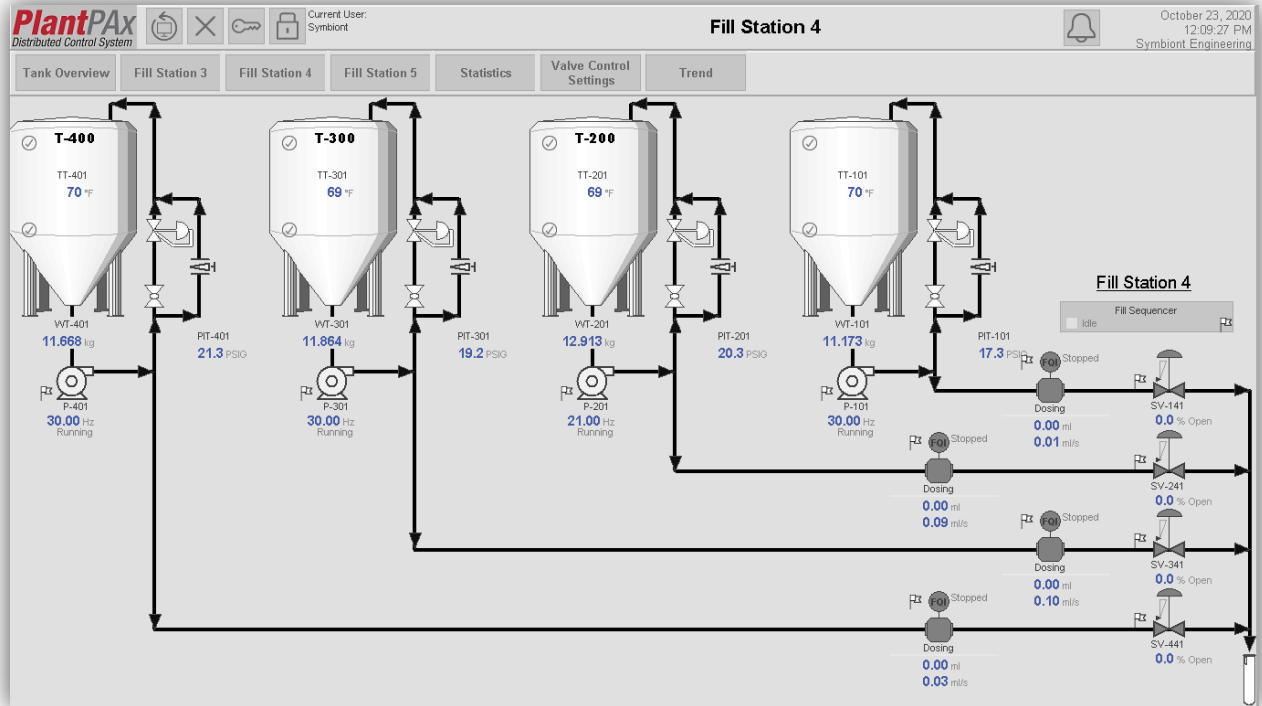 PlantPAx
Distributed Control System
Current User:
Symbiont
Fill Station 4
October 23, 2020
12:09:27 PM
Symbiont Engineering
Tank Overview
Fill Station 3
Fill Station 4
Fill Station 5
Statistics
Valve Control
Settings
Trend
T-400
TT-401
70 °F
WT-401
11.668 kg
PIT-401
21.3 PSIG
P-401
30.00 Hz
Running
T-300
TT-301
69 °F
WT-301
11.864 kg
PIT-301
19.2 PSIG
P-301
30.00 Hz
Running
T-200
TT-201
69 °F
WT-201
12.913 kg
PIT-201
20.3 PSIG
P-201
21.00 Hz
Running
T-100
TT-101
70 °F
WT-101
11.173 kg
PIT-101
17.3 PSIG
P-101
30.00 Hz
Running
Fill Station 4
Fill Sequencer
Idle
FQI Stopped
Dosing
0.00 ml
0.01 ml/s
SV-141
0.0 % Open
FQI Stopped
Dosing
0.00 ml
0.09 ml/s
SV-241
0.0 % Open
FQI Stopped
Dosing
0.00 ml
0.10 ml/s
SV-341
0.0 % Open
FQI Stopped
Dosing
0.00 ml
0.03 ml/s
SV-441
0.0 % Open